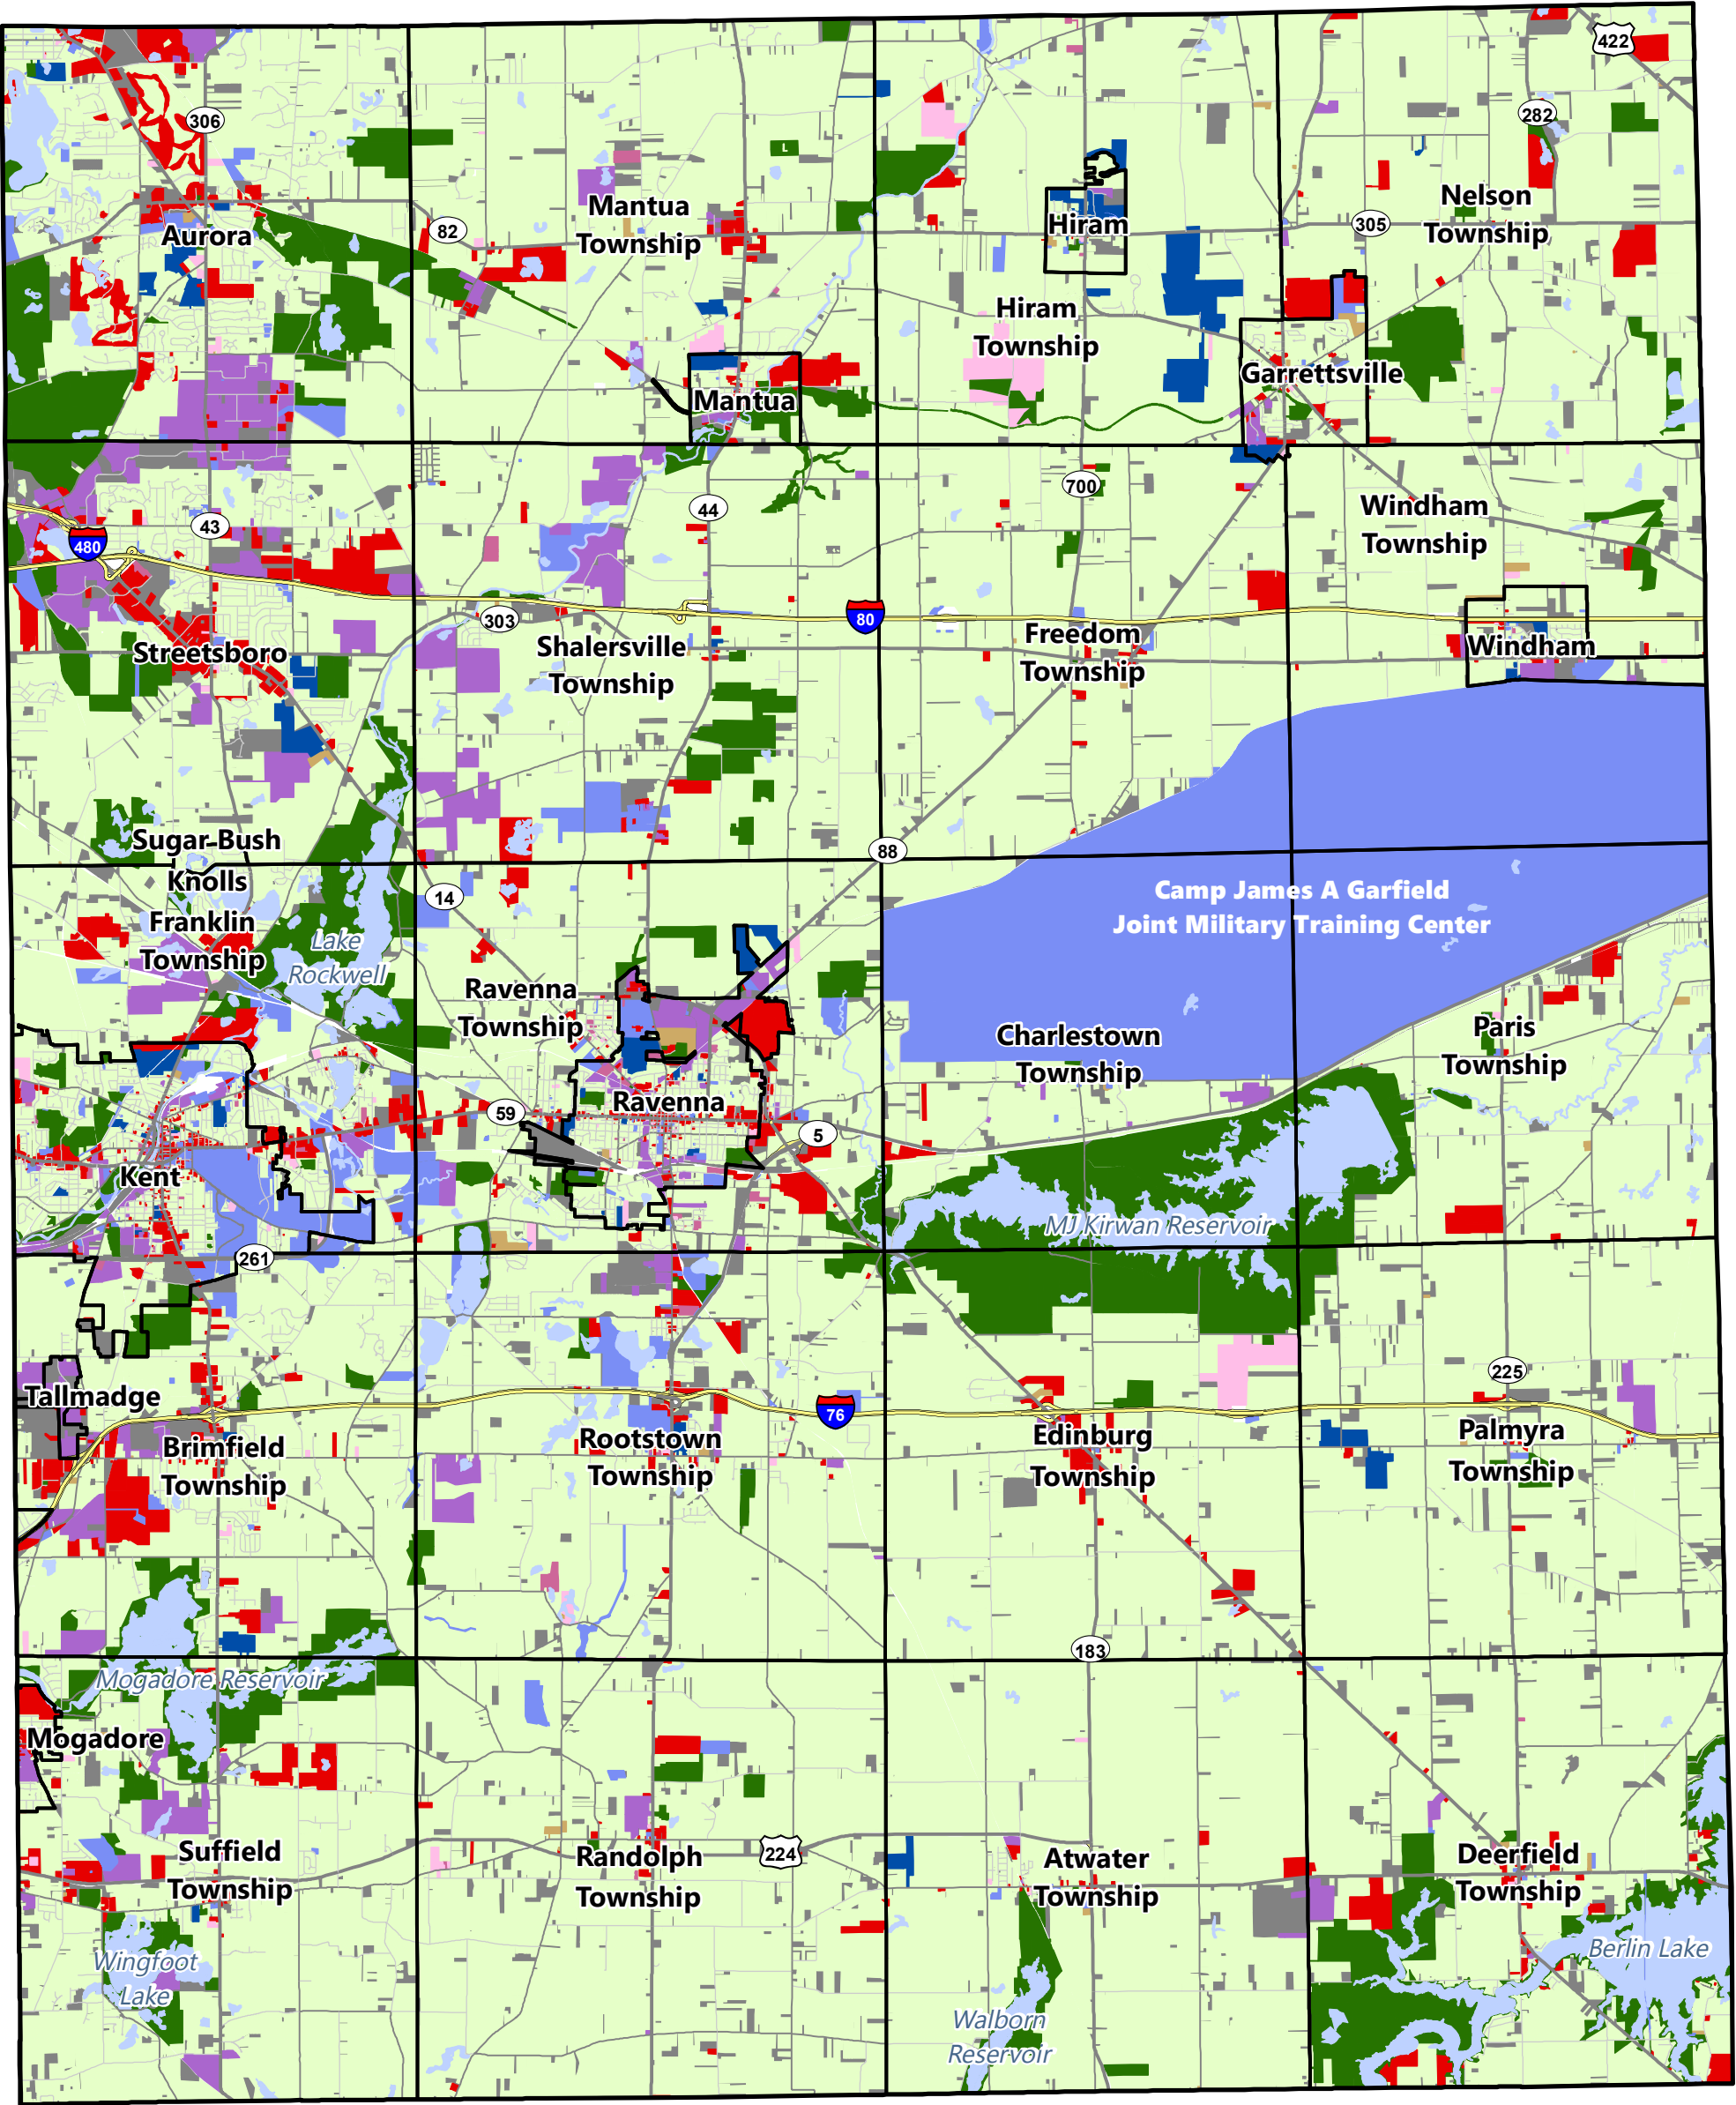 422
306
282
L
Mantua
Township
Nelson
Township
Aurora
82
Hiram
305
Hiram
Township
Garrettsville
Mantua
700
44
43
480
Windham
Township
303
80
Streetsboro
Shalersville
Township
Freedom
Township
Windham
Sugar Bush
Knolls
88
14
Camp James A Garfield
Joint Military Training Center
Franklin
Township
Lake
Rockwell
Ravenna
Township
Charlestown
Township
Paris
Township
59
Ravenna
5
Kent
MJ Kirwan Reservoir
261
225
Tallmadge
76
Brimfield
Township
Rootstown
Township
Edinburg
Township
Palmyra
Township
183
Mogadore Reservoir
Mogadore
Suffield
Township
Randolph
Township
224
Atwater
Township
Deerfield
Township
Wingfoot
Lake
Berlin Lake
Walborn
Reservoir